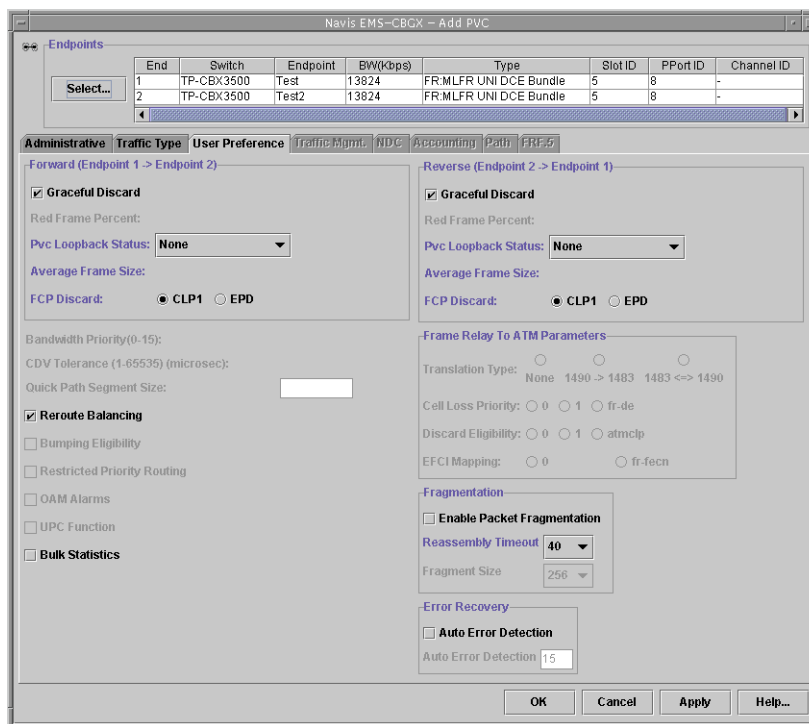 Navis EMS-CBGX – Add PVC
Endpoints
Select...
End Switch Endpoint BW(Kbps) Type Slot ID PPort ID Channel ID
1 TP-CBX3500 Test 13824 FR:MLFR UNI DCE Bundle 5 8 -
2 TP-CBX3500 Test2 13824 FR:MLFR UNI DCE Bundle 5 8 -
Administrative Traffic Type User Preference Traffic Mgmt. NDC Accounting Path FRF.5
Forward (Endpoint 1 -> Endpoint 2)
Graceful Discard
Red Frame Percent:
Pvc Loopback Status: None
Average Frame Size:
FCP Discard: CLP1 EPD
Bandwidth Priority(0-15):
CDV Tolerance (1-65535) (microsec):
Quick Path Segment Size:
Reroute Balancing
Bumping Eligibility
Restricted Priority Routing
OAM Alarms
UPC Function
Bulk Statistics
Reverse (Endpoint 2 -> Endpoint 1)
Graceful Discard
Red Frame Percent:
Pvc Loopback Status: None
Average Frame Size:
FCP Discard: CLP1 EPD
Frame Relay To ATM Parameters
Translation Type: None 1490 -> 1483 1483 <=> 1490
Cell Loss Priority: 0 1 fr-de
Discard Eligibility: 0 1 atmclp
EFCI Mapping: 0 fr-fecn
Fragmentation
Enable Packet Fragmentation
Reassembly Timeout 40
Fragment Size 256
Error Recovery
Auto Error Detection
Auto Error Detection 15
OK Cancel Apply Help...